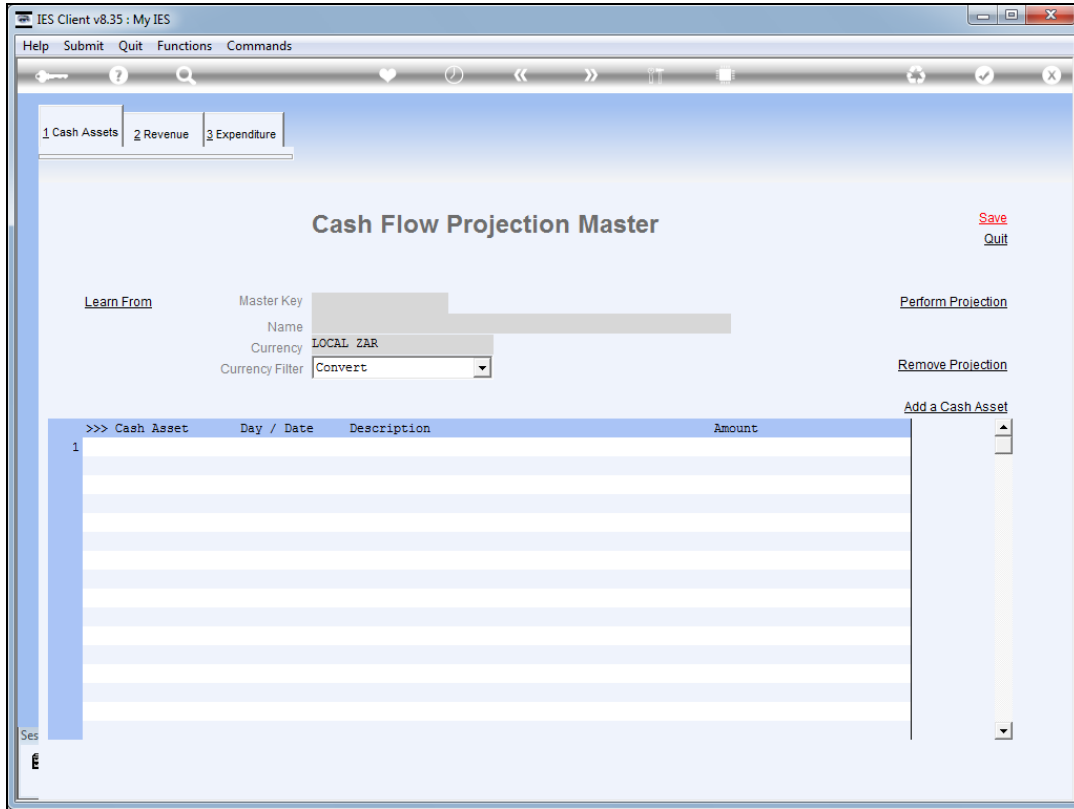 IES Client v8.35 : My IES
Help Submit Quit Functions Commands
1 Cash Assets 2 Revenue 3 Expenditure
Cash Flow Projection Master
Save
Quit
Learn From Master Key Perform Projection
Name
Currency LOCAL ZAR
Currency Filter Convert Remove Projection
Add a Cash Asset
>>> Cash Asset Day / Date Description Amount
1
Ses